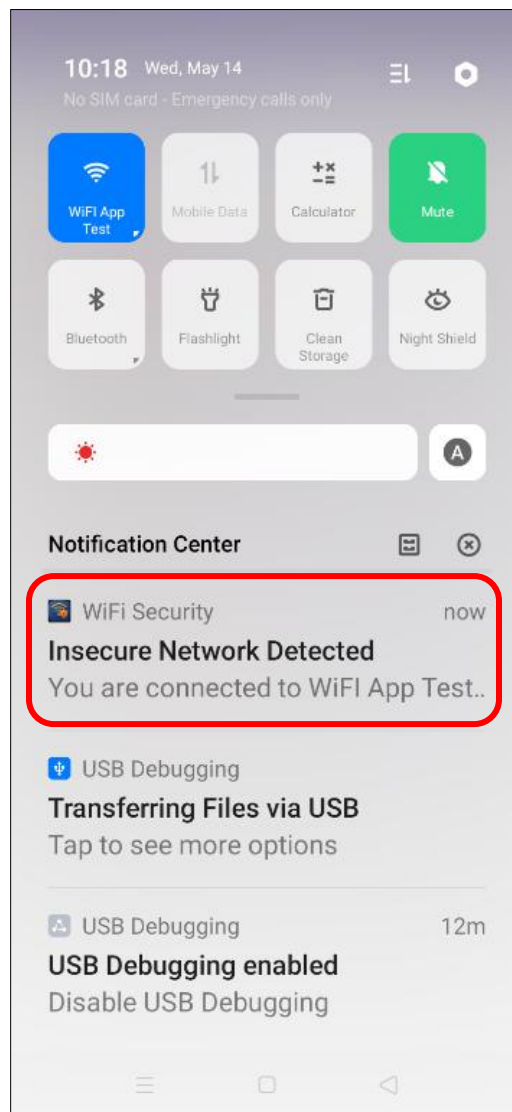 10:18 Wed, May 14
No SIM card - Emergency calls only
WiFI App
Test
Mobile Data
Calculator
Mute
Bluetooth
Flashlight
Clean
Storage
Night Shield
A
Notification Center
WiFi Security now
Insecure Network Detected
You are connected to WiFI App Test..
USB Debugging
Transferring Files via USB
Tap to see more options
USB Debugging 12m
USB Debugging enabled
Disable USB Debugging